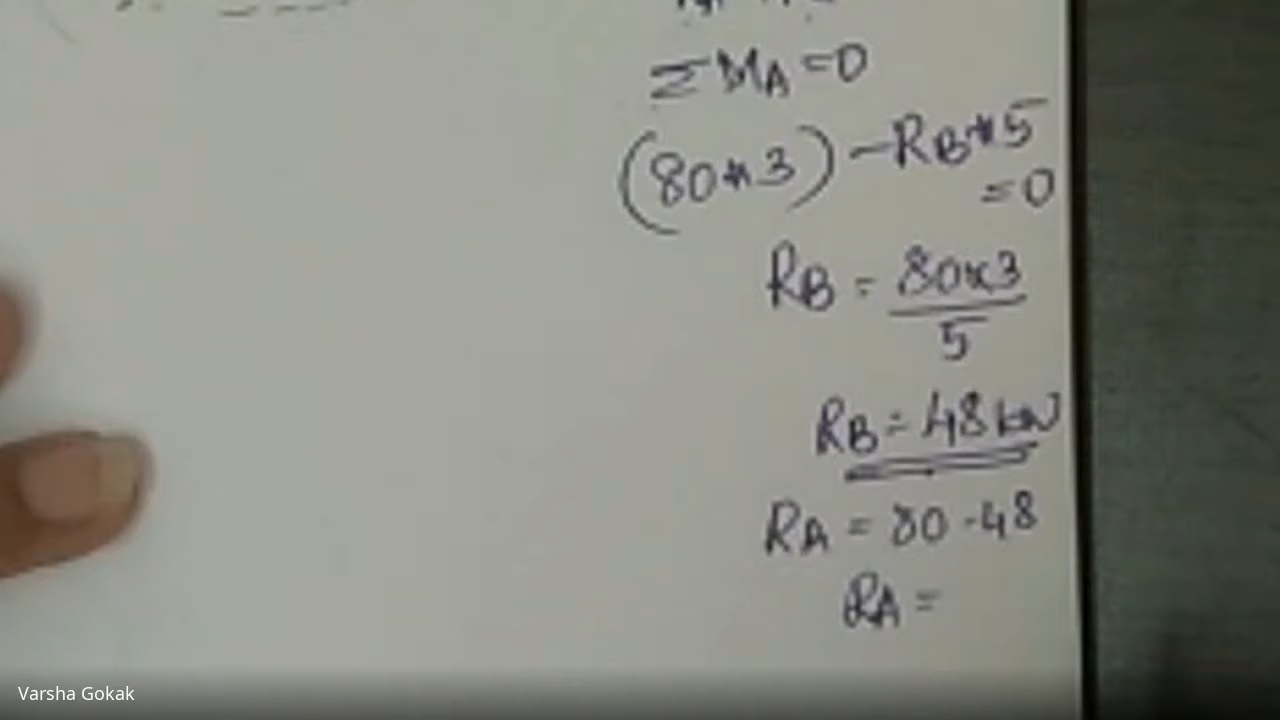 ΣMA = 0
(80*3) - RB*5
= 0
RB = 80x3
5
RB = 48 kN
RA = 80 - 48
RA =
Varsha Gokak